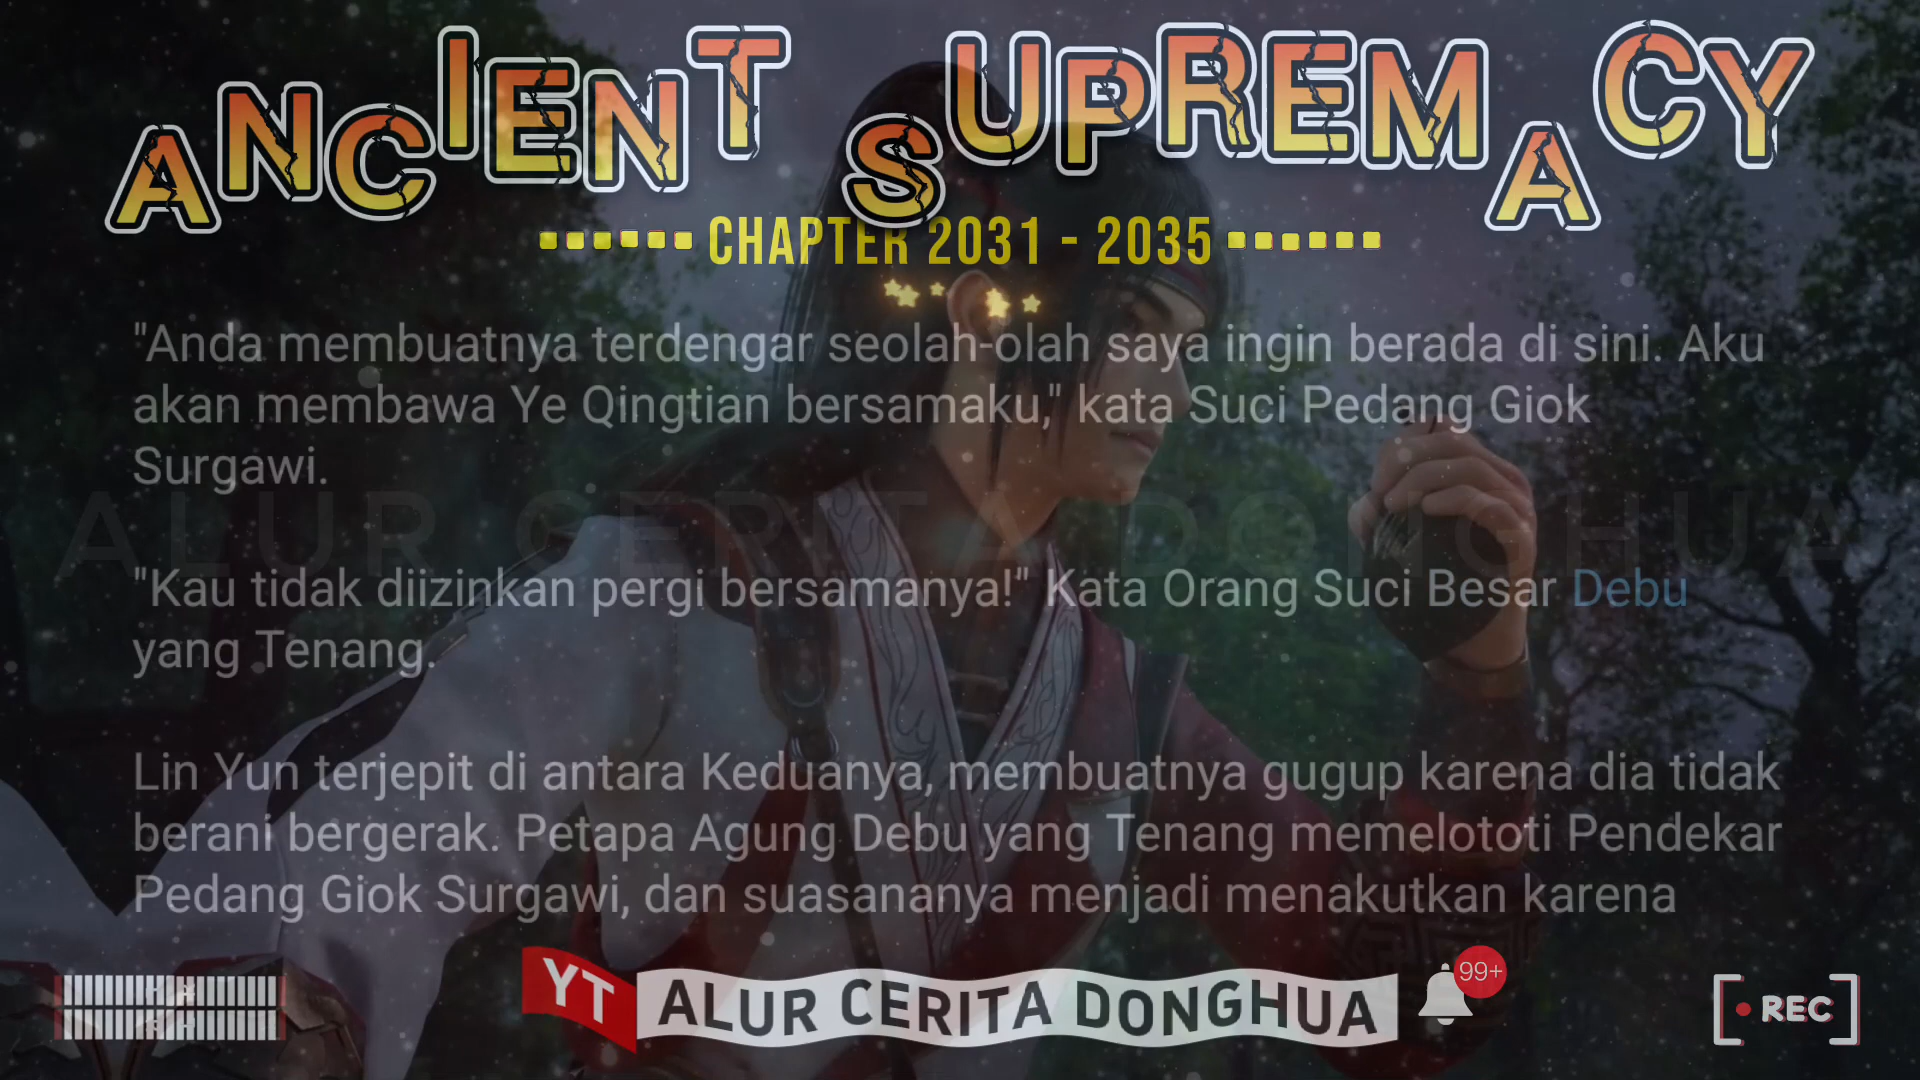 ANCIENT SUPREMACY
CHAPTER 2031 - 2035
"Anda membuatnya terdengar seolah-olah saya ingin berada di sini. Aku
akan membawa Ye Qingtian bersamaku," kata Suci Pedang Giok
Surgawi.
ALUR CERITA DONGHUA
"Kau tidak diizinkan pergi bersamanya!" Kata Orang Suci Besar Debu
yang Tenang.
Lin Yun terjepit di antara Keduanya, membuatnya gugup karena dia tidak
berani bergerak. Petapa Agung Debu yang Tenang memelototi Pendekar
Pedang Giok Surgawi, dan suasananya menjadi menakutkan karena
YT ALUR CERITA DONGHUA
99+
REC